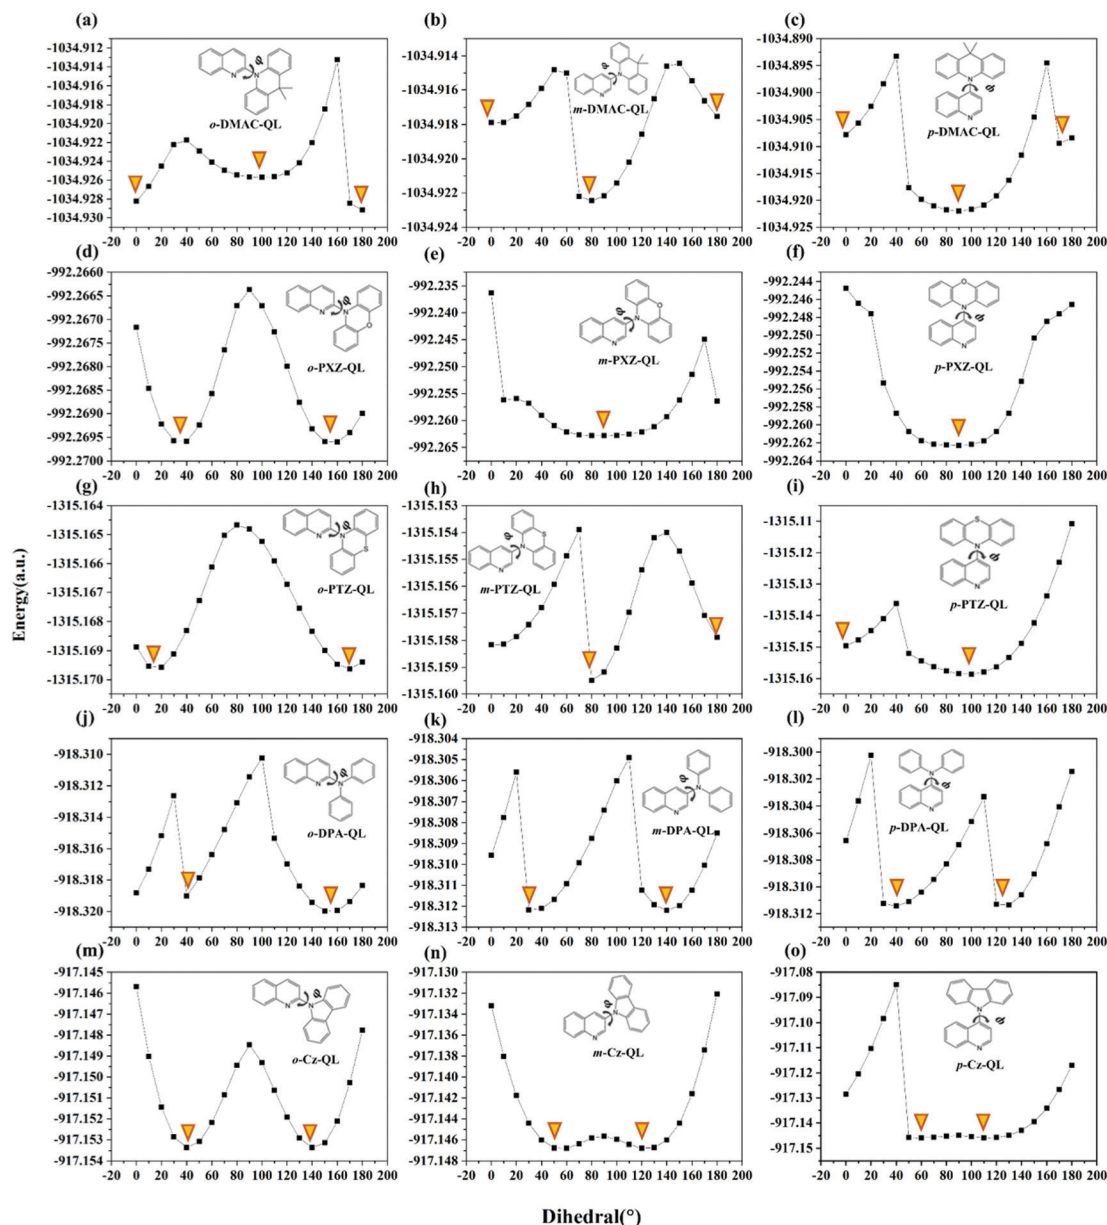 (a)
-1034.912
-1034.914
-1034.916
-1034.918
-1034.920
-1034.922
-1034.924
-1034.926
-1034.928
-1034.930
φ
N
N
o-DMAC-QL
-20 0 20 40 60 80 100 120 140 160 180 200
(b)
-1034.914
-1034.916
-1034.918
-1034.920
-1034.922
-1034.924
φ
N
N
m-DMAC-QL
-20 0 20 40 60 80 100 120 140 160 180 200
(c)
-1034.890
-1034.895
-1034.900
-1034.905
-1034.910
-1034.915
-1034.920
-1034.925
N
φ
N
p-DMAC-QL
-20 0 20 40 60 80 100 120 140 160 180 200
(d)
-992.2660
-992.2665
-992.2670
-992.2675
-992.2680
-992.2685
-992.2690
-992.2695
-992.2700
φ
N
N
O
o-PXZ-QL
-20 0 20 40 60 80 100 120 140 160 180 200
(e)
-992.235
-992.240
-992.245
-992.250
-992.255
-992.260
-992.265
O
φ
N
N
m-PXZ-QL
-20 0 20 40 60 80 100 120 140 160 180 200
(f)
-992.244
-992.248
-992.250
-992.254
-992.256
-992.258
-992.260
-992.262
-992.264
O
N
φ
N
p-PXZ-QL
-20 0 20 40 60 80 100 120 140 160 180 200
Energy(a.u.)
(g)
-1315.164
-1315.165
-1315.166
-1315.167
-1315.168
-1315.169
-1315.170
φ
N
N
S
o-PTZ-QL
-20 0 20 40 60 80 100 120 140 160 180 200
(h)
-1315.153
-1315.154
-1315.155
-1315.156
-1315.157
-1315.158
-1315.159
-1315.160
S
φ
N
N
m-PTZ-QL
-20 0 20 40 60 80 100 120 140 160 180 200
(i)
-1315.11
-1315.12
-1315.13
-1315.14
-1315.15
-1315.16
S
N
φ
N
p-PTZ-QL
-20 0 20 40 60 80 100 120 140 160 180 200
(j)
-918.310
-918.312
-918.315
-918.316
-918.318
-918.320
φ
N
N
o-DPA-QL
-20 0 20 40 60 80 100 120 140 160 180 200
(k)
-918.304
-918.305
-918.306
-918.307
-918.308
-918.309
-918.310
-918.311
-918.312
-918.313
φ
N
N
m-DPA-QL
-20 0 20 40 60 80 100 120 140 160 180 200
(l)
-918.300
-918.302
-918.304
-918.306
-918.308
-918.310
-918.312
N
φ
N
p-DPA-QL
-20 0 20 40 60 80 100 120 140 160 180 200
(m)
-917.145
-917.146
-917.148
-917.149
-917.150
-917.151
-917.152
-917.153
-917.154
φ
N
N
o-Cz-QL
-20 0 20 40 60 80 100 120 140 160 180 200
(n)
-917.130
-917.132
-917.134
-917.136
-917.138
-917.140
-917.142
-917.144
-917.146
-917.148
φ
N
N
m-Cz-QL
-20 0 20 40 60 80 100 120 140 160 180 200
(o)
-917.08
-917.10
-917.11
-917.12
-917.13
-917.14
-917.15
N
φ
N
p-Cz-QL
-20 0 20 40 60 80 100 120 140 160 180 200
Dihedral(°)